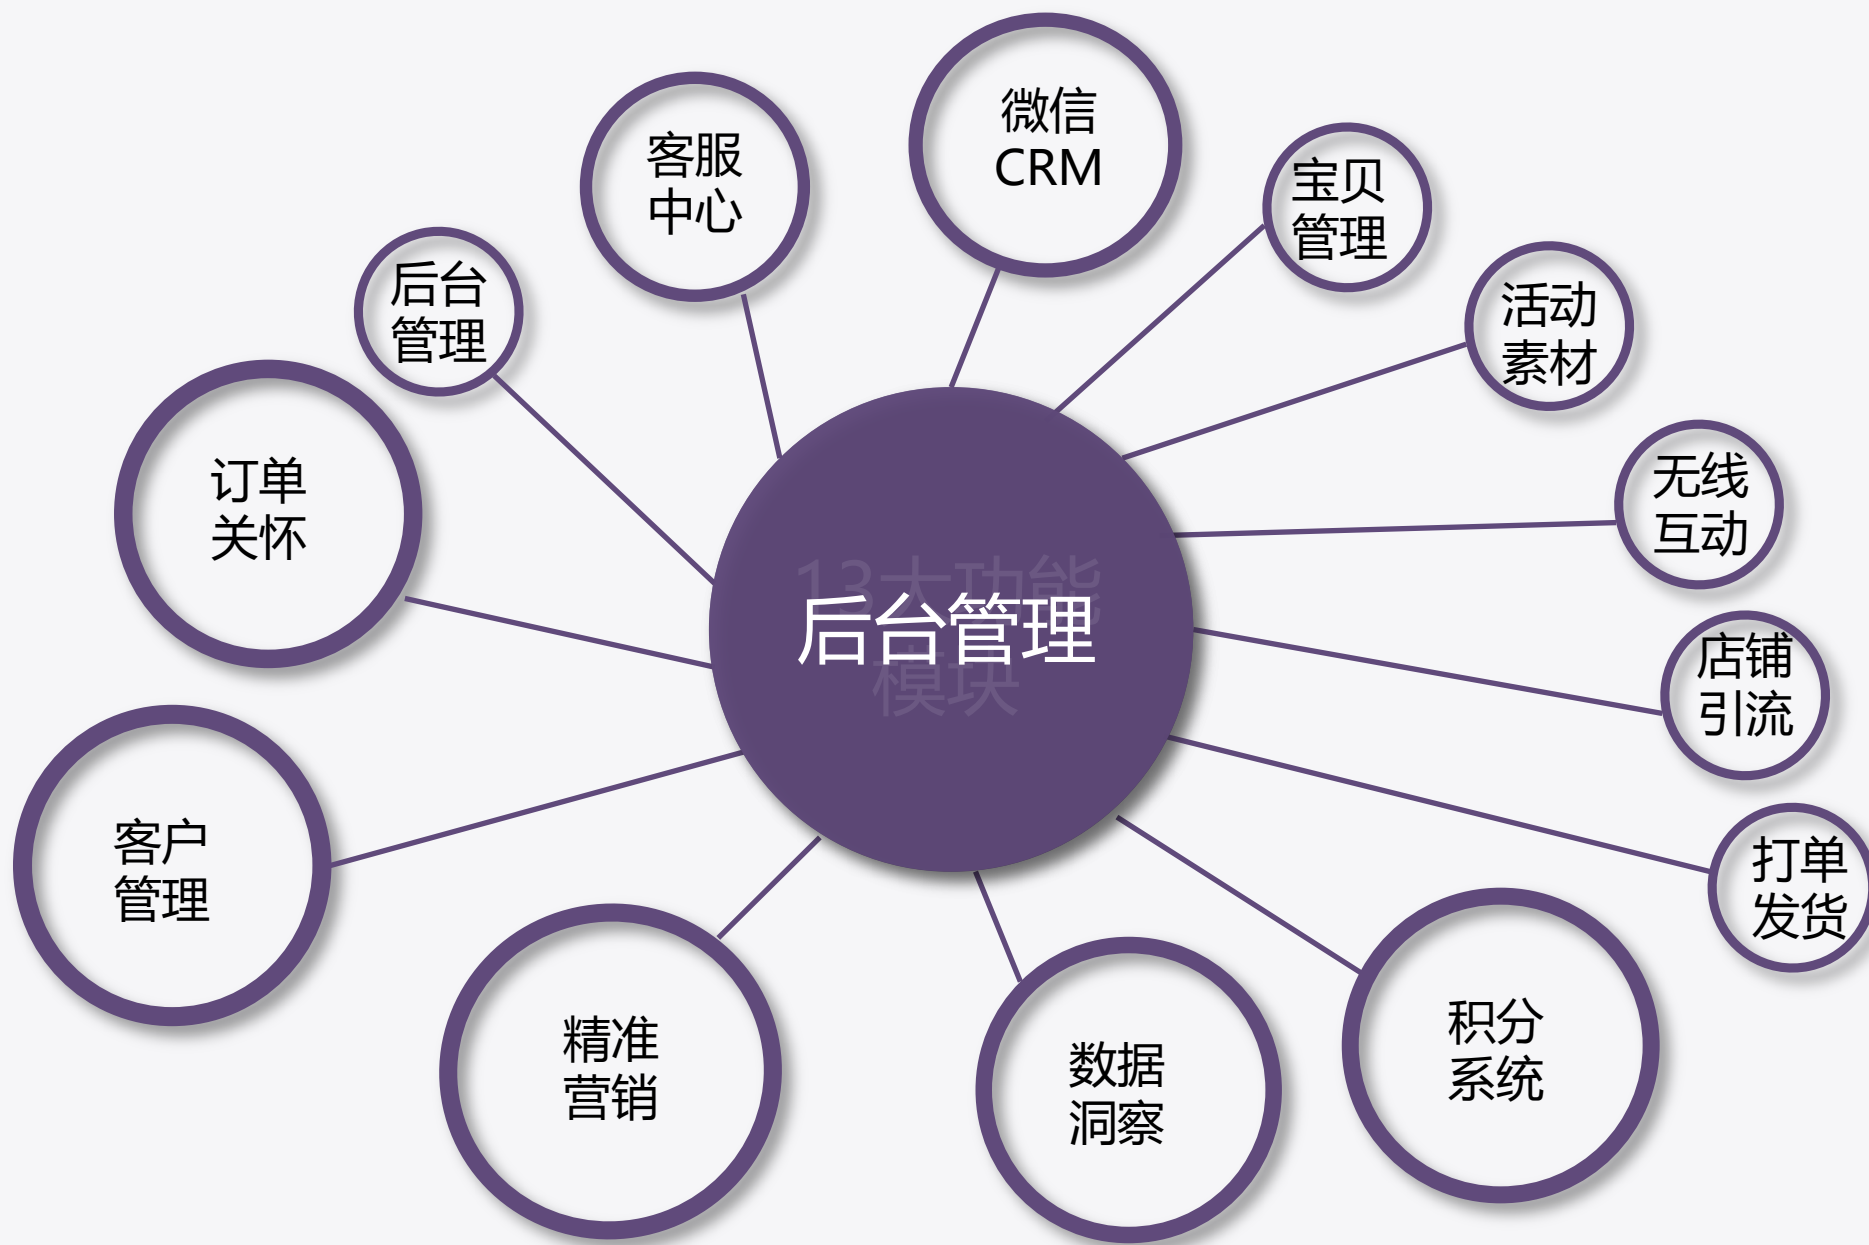 微信
CRM
客服
中心
宝贝
管理
后台
管理
活动
素材
订单
关怀
无线
互动
13大功能
模块
后台管理
店铺
引流
客户
管理
打单
发货
精准
营销
数据
洞察
积分
系统